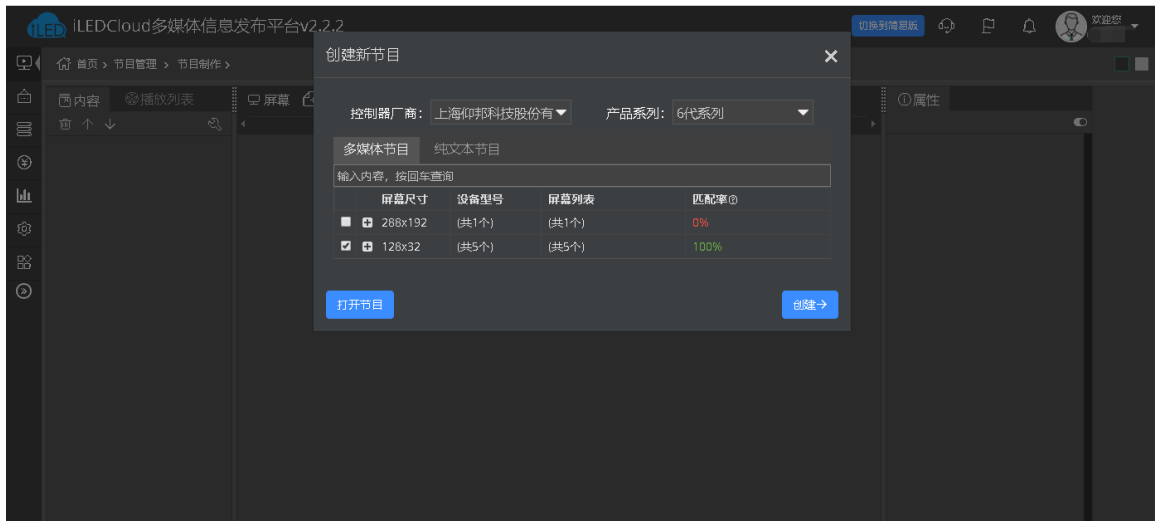 iLED iLEDCloud多媒体信息发布平台v2.2.2 切换到简易版 欢迎您
首页 > 节目管理 > 节目制作 >
创建新节目
内容 播放列表 屏幕 属性
控制器厂商： 上海仰邦科技股份有 产品系列： 6代系列
多媒体节目 纯文本节目
输入内容，按回车查询
屏幕尺寸 设备型号 屏幕列表 匹配率
288x192 (共1个) (共1个) 0%
128x32 (共5个) (共5个) 100%
打开节目 创建→